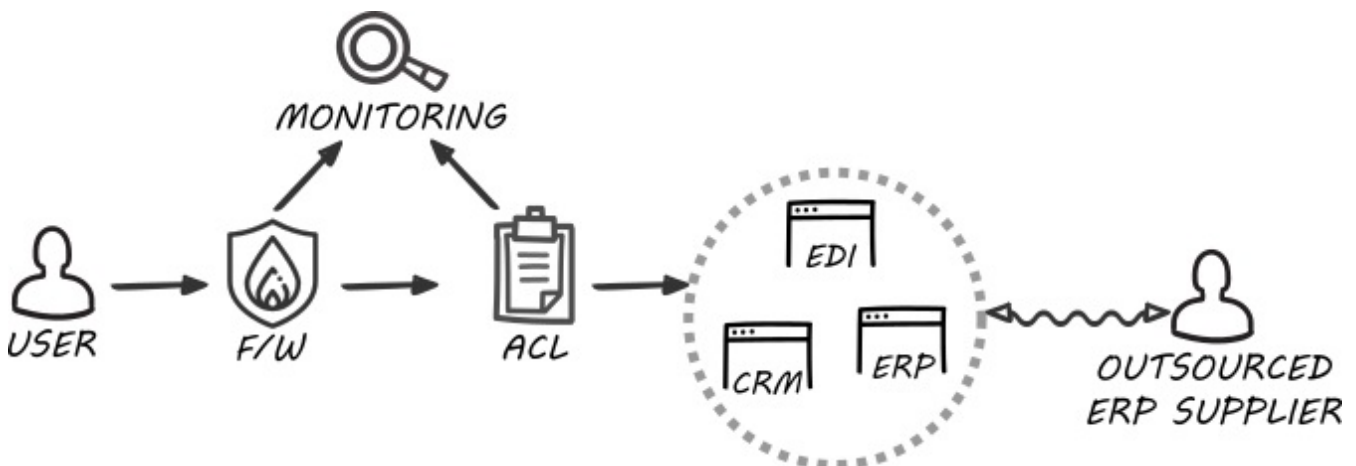 MONITORING
USER
F/W
ACL
EDI
CRM
ERP
OUTSOURCED
ERP SUPPLIER